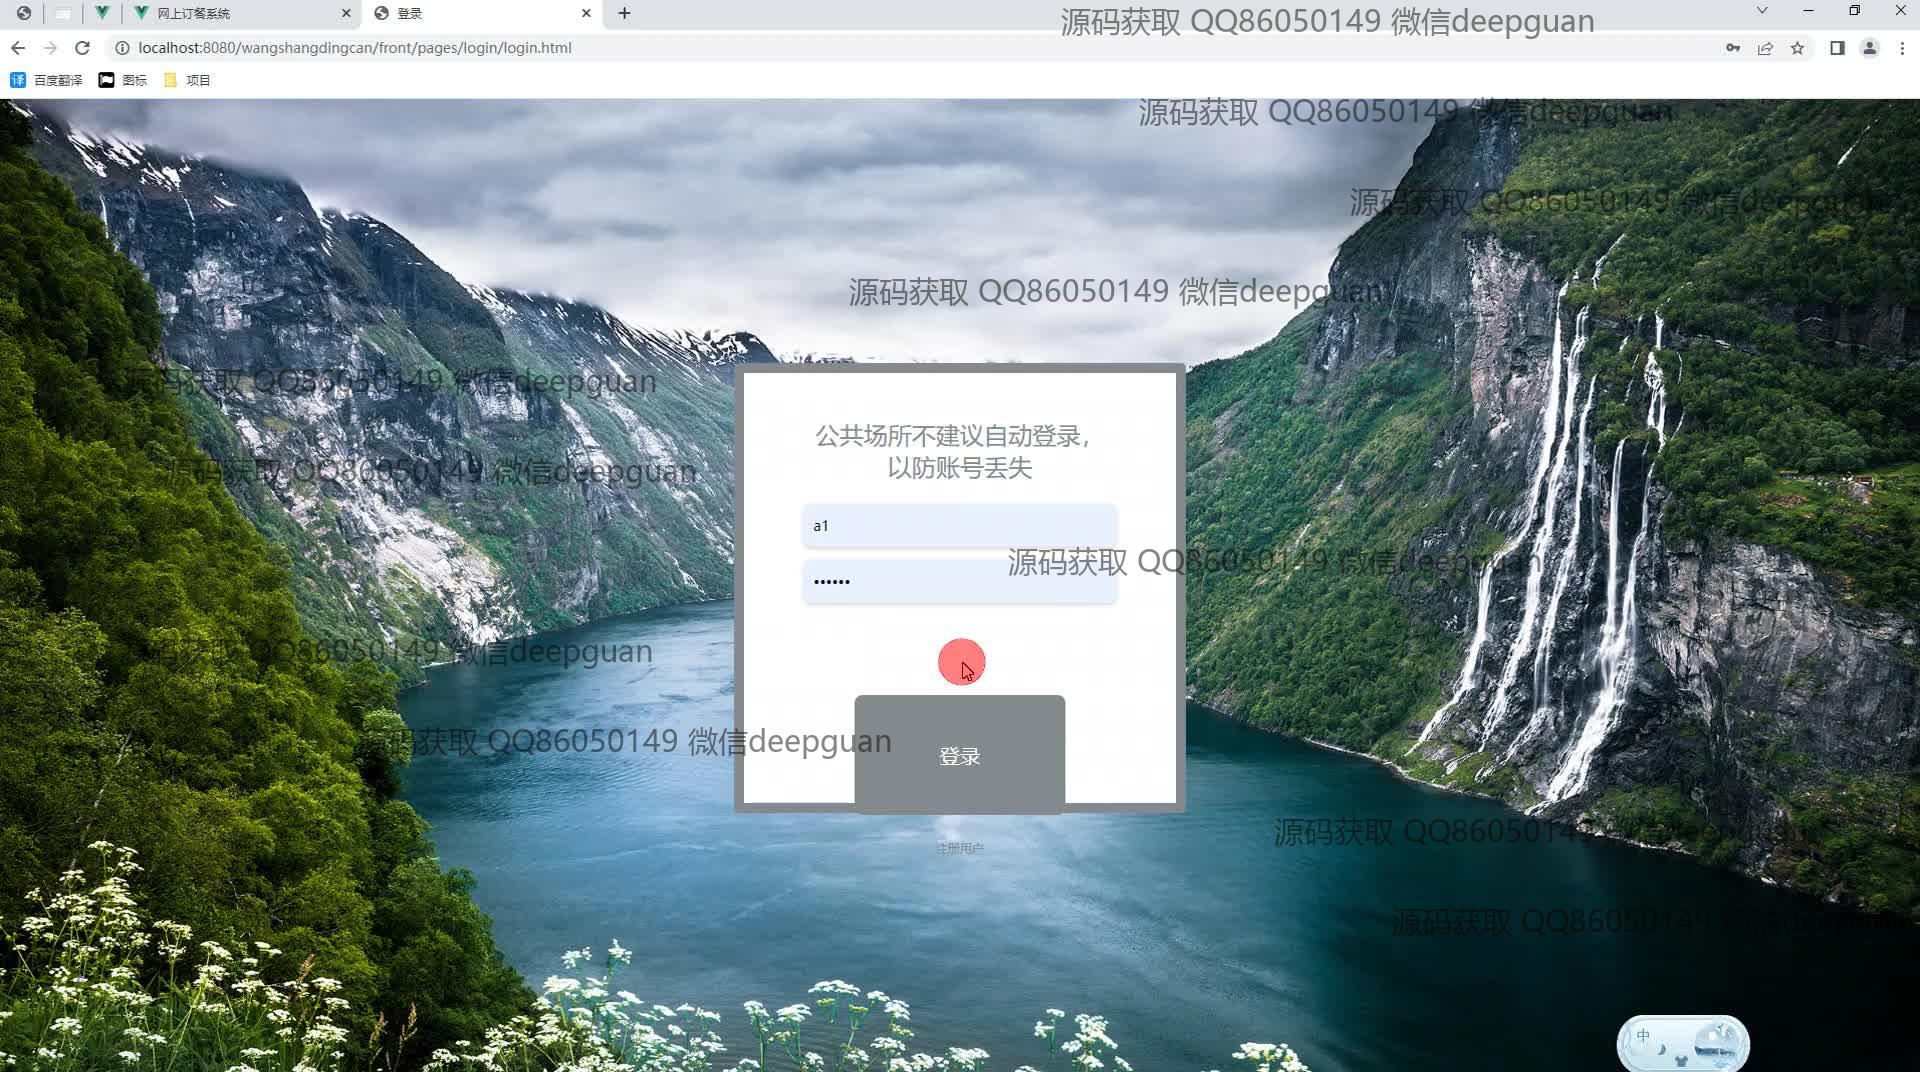 网上订餐系统
登录
源码获取 QQ86050149 微信deepguan
localhost:8080/wangshangdingcan/front/pages/login/login.html
译 百度翻译 图标 项目
源码获取 QQ86050149 微信deepguan
源码获取 QQ86050149 微信deepguan
源码获取 QQ86050149 微信deepguan
源码获取 QQ86050149 微信deepguan
公共场所不建议自动登录，
以防账号丢失
源码获取 QQ86050149 微信deepguan
a1
源码获取 QQ86050149 微信deepguan
••••••
源码获取 QQ86050149 微信deepguan
码获取 QQ86050149 微信deepguan
登录
源码获取 QQ86050149 微信deepguan
注册用户
源码获取 QQ86050149 微信deepgua
中